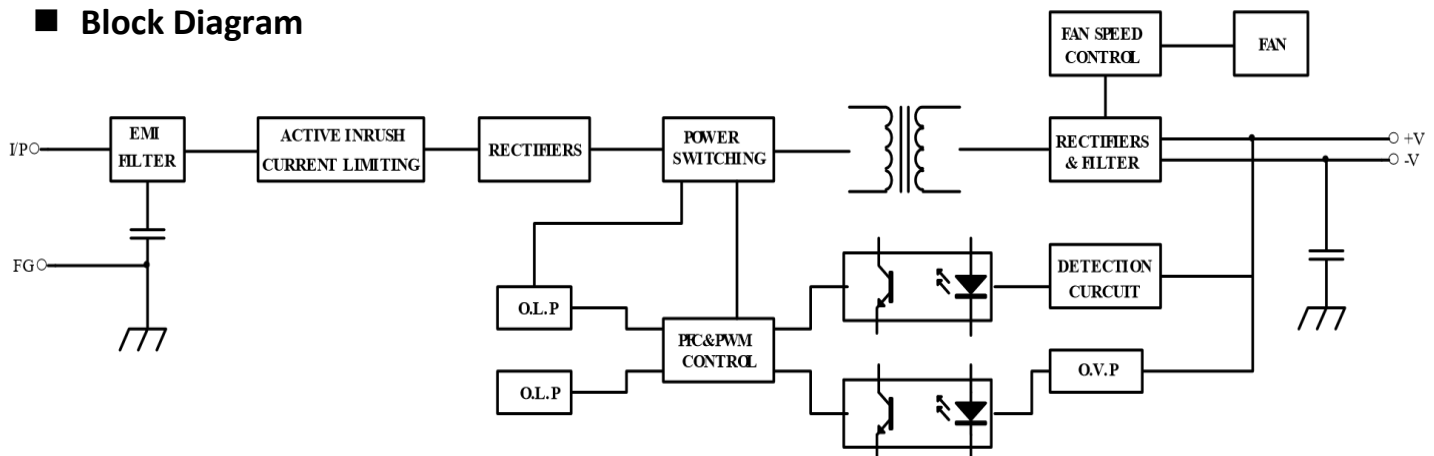 ■ Block Diagram
FAN SPEED
CONTROL
FAN
I/P
EMI
FILTER
ACTIVE INRUSH
CURRENT LIMITING
RECTIFIERS
POWER
SWITCHING
RECTIFIERS
& FILTER
+V
-V
FG
O.L.P
PFC&PWM
CONTROL
DETECTION
CURCUIT
O.L.P
O.V.P